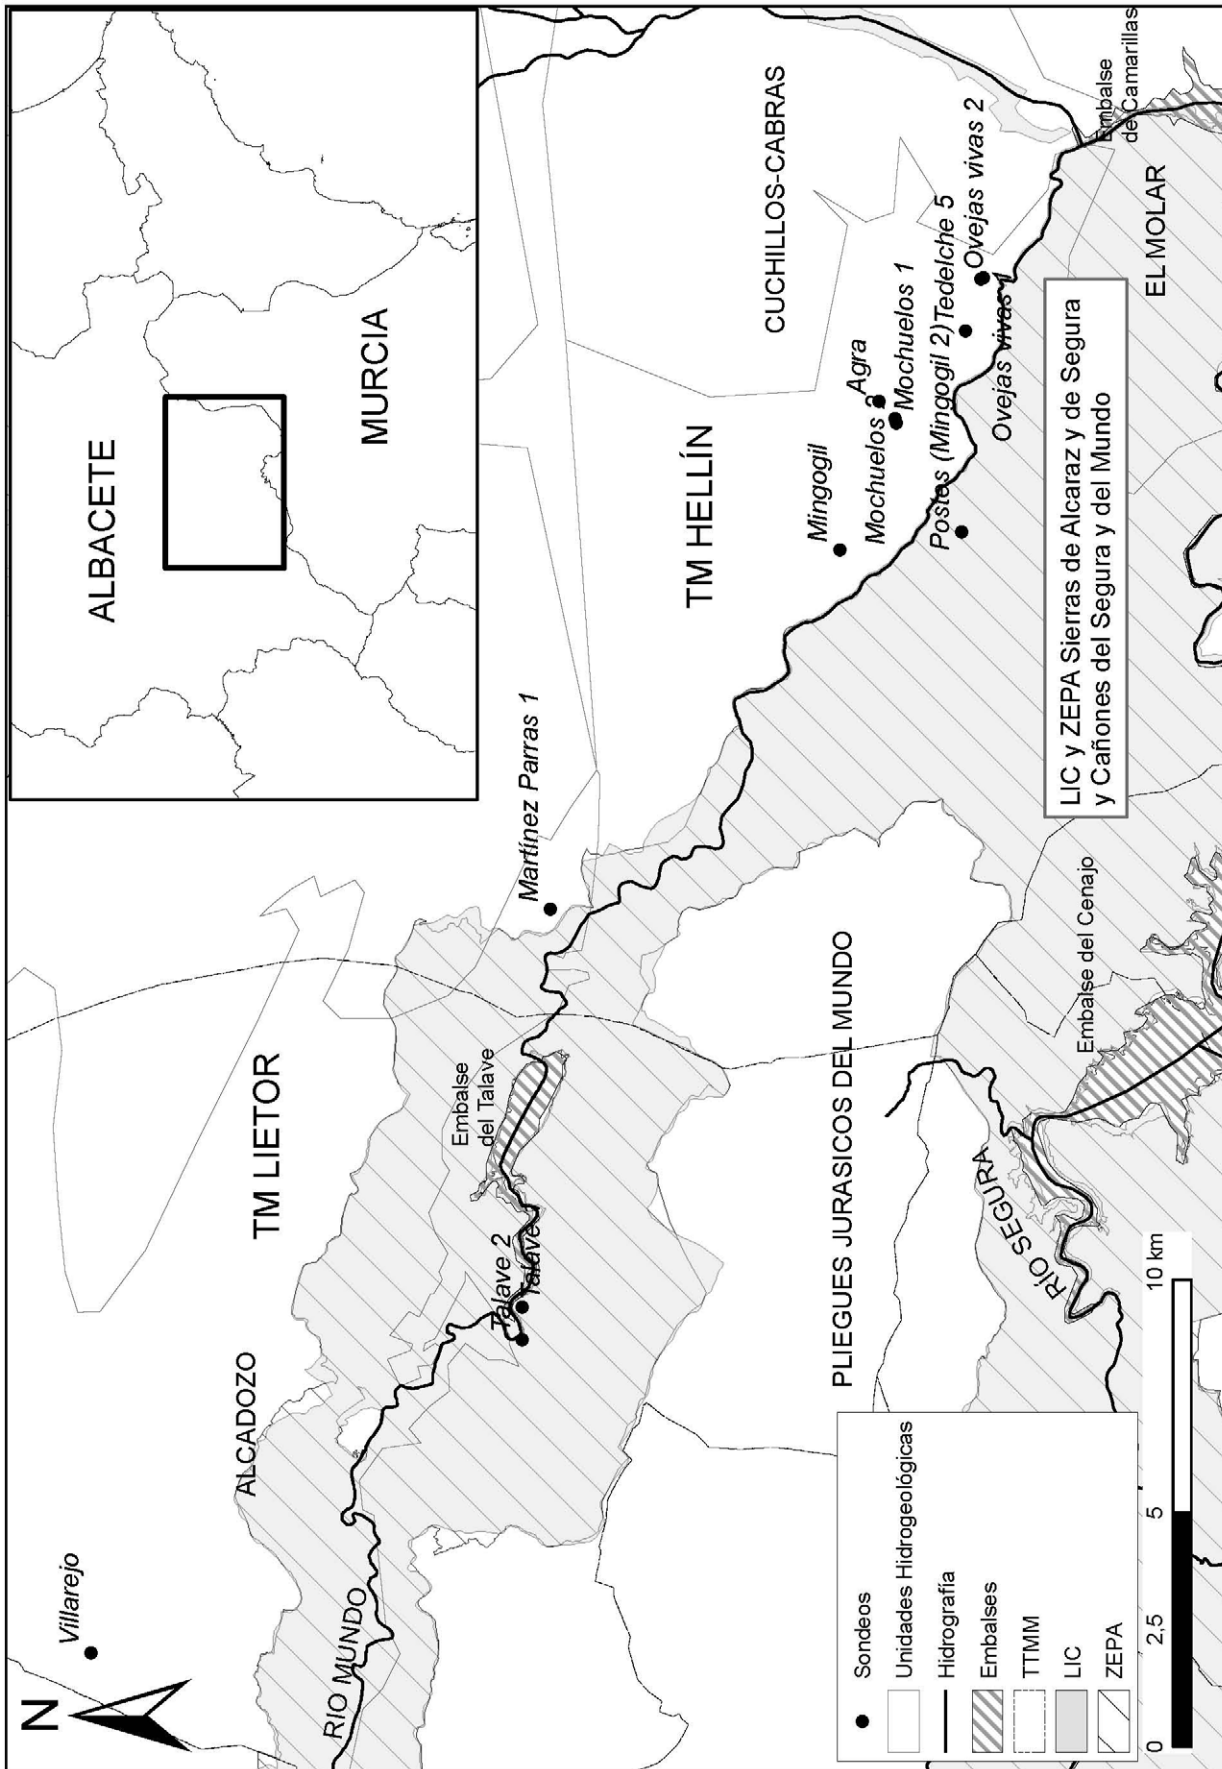 N
Villarejo
ALCADOZO
TM LIETOR
RIO MUNDO
Talave 2
Talave
Embalse
del Talave
Martínez Parras 1
ALBACETE
MURCIA
TM HELLÍN
CUCHILLOS-CABRAS
Mingogil
Agra
Mochuelos 2
Mochuelos 1
Postes (Mingogil 2)
Tedelche 5
Ovejas vivas 2
Ovejas vivas 1
Embalse
de Camarillas
EL MOLAR
PLIEGUES JURASICOS DEL MUNDO
RÍO SEGURA
Embalse del Cenajo
LIC y ZEPA Sierras de Alcaraz y de Segura
y Cañones del Segura y del Mundo
Sondeos
Unidades Hidrogeológicas
Hidrografía
Embalses
TTMM
LIC
ZEPA
0 2,5 5 10 km